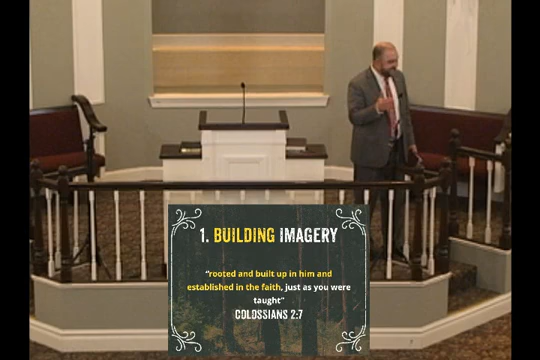 1. BUILDING IMAGERY
“rooted and built up in him and
established in the faith, just as you were
taught”
COLOSSIANS 2:7